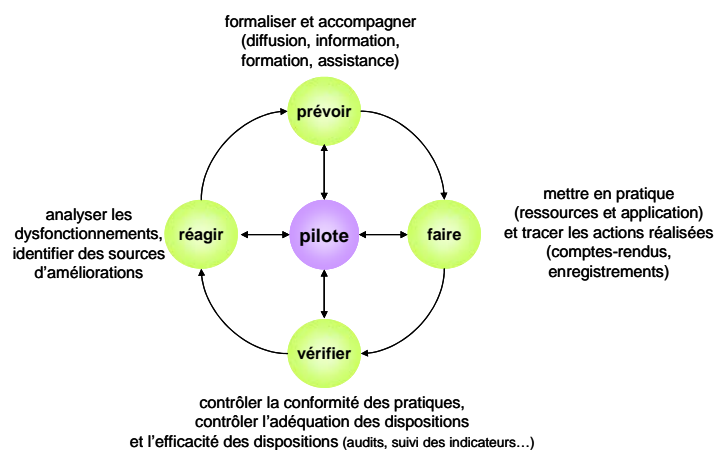 formaliser et accompagner
(diffusion, information,
formation, assistance)
prévoir
analyser les
dysfonctionnements,
identifier des sources
d'améliorations
réagir
pilote
faire
mettre en pratique
(ressources et application)
et tracer les actions réalisées
(comptes-rendus,
enregistrements)
vérifier
contrôler la conformité des pratiques,
contrôler l'adéquation des dispositions
et l'efficacité des dispositions (audits, suivi des indicateurs…)